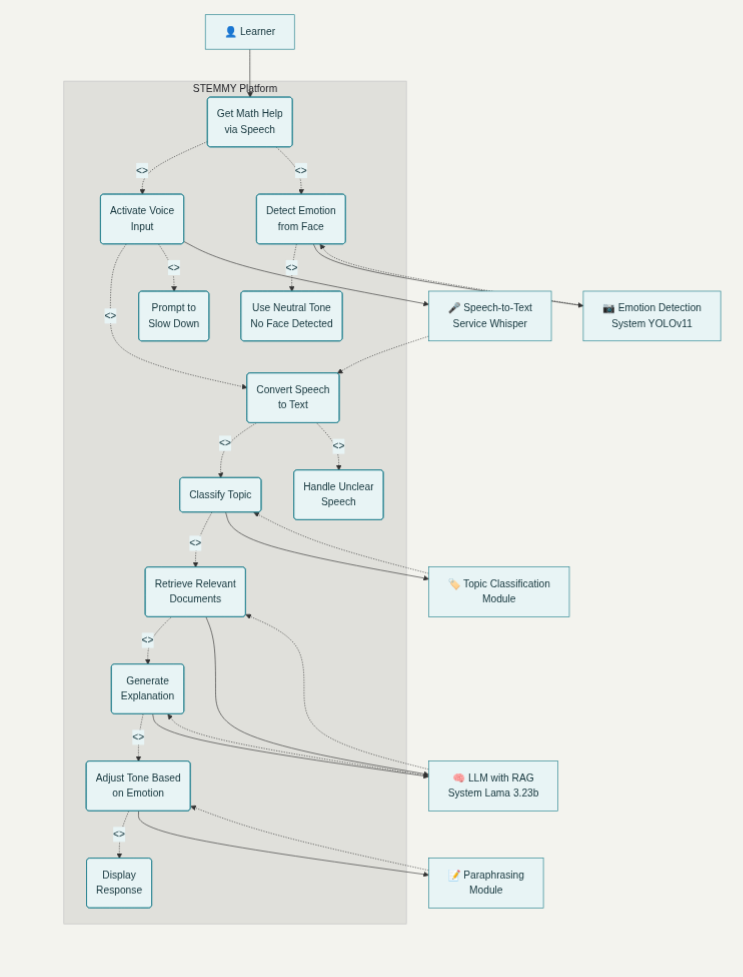 👤 Learner
STEMMY Platform
Get Math Help
via Speech
<>
<>
Activate Voice
Input
Detect Emotion
from Face
<>
<>
<>
Prompt to
Slow Down
Use Neutral Tone
No Face Detected
🎤 Speech-to-Text
Service Whisper
📷 Emotion Detection
System YOLOv11
Convert Speech
to Text
<>
<>
Classify Topic
Handle Unclear
Speech
<>
Retrieve Relevant
Documents
🏷️ Topic Classification
Module
<>
Generate
Explanation
<>
Adjust Tone Based
on Emotion
🧠 LLM with RAG
System Lama 3.23b
<>
Display
Response
📝 Paraphrasing
Module